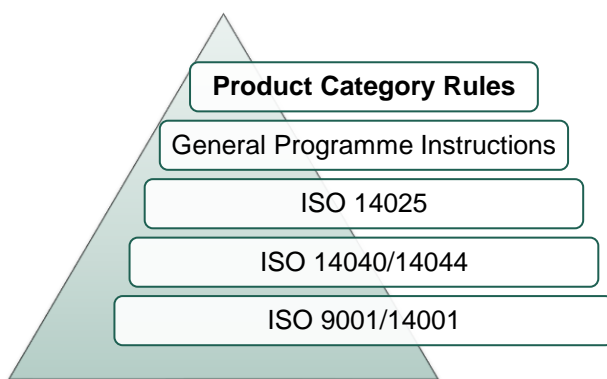 Product Category Rules
General Programme Instructions
ISO 14025
ISO 14040/14044
ISO 9001/14001